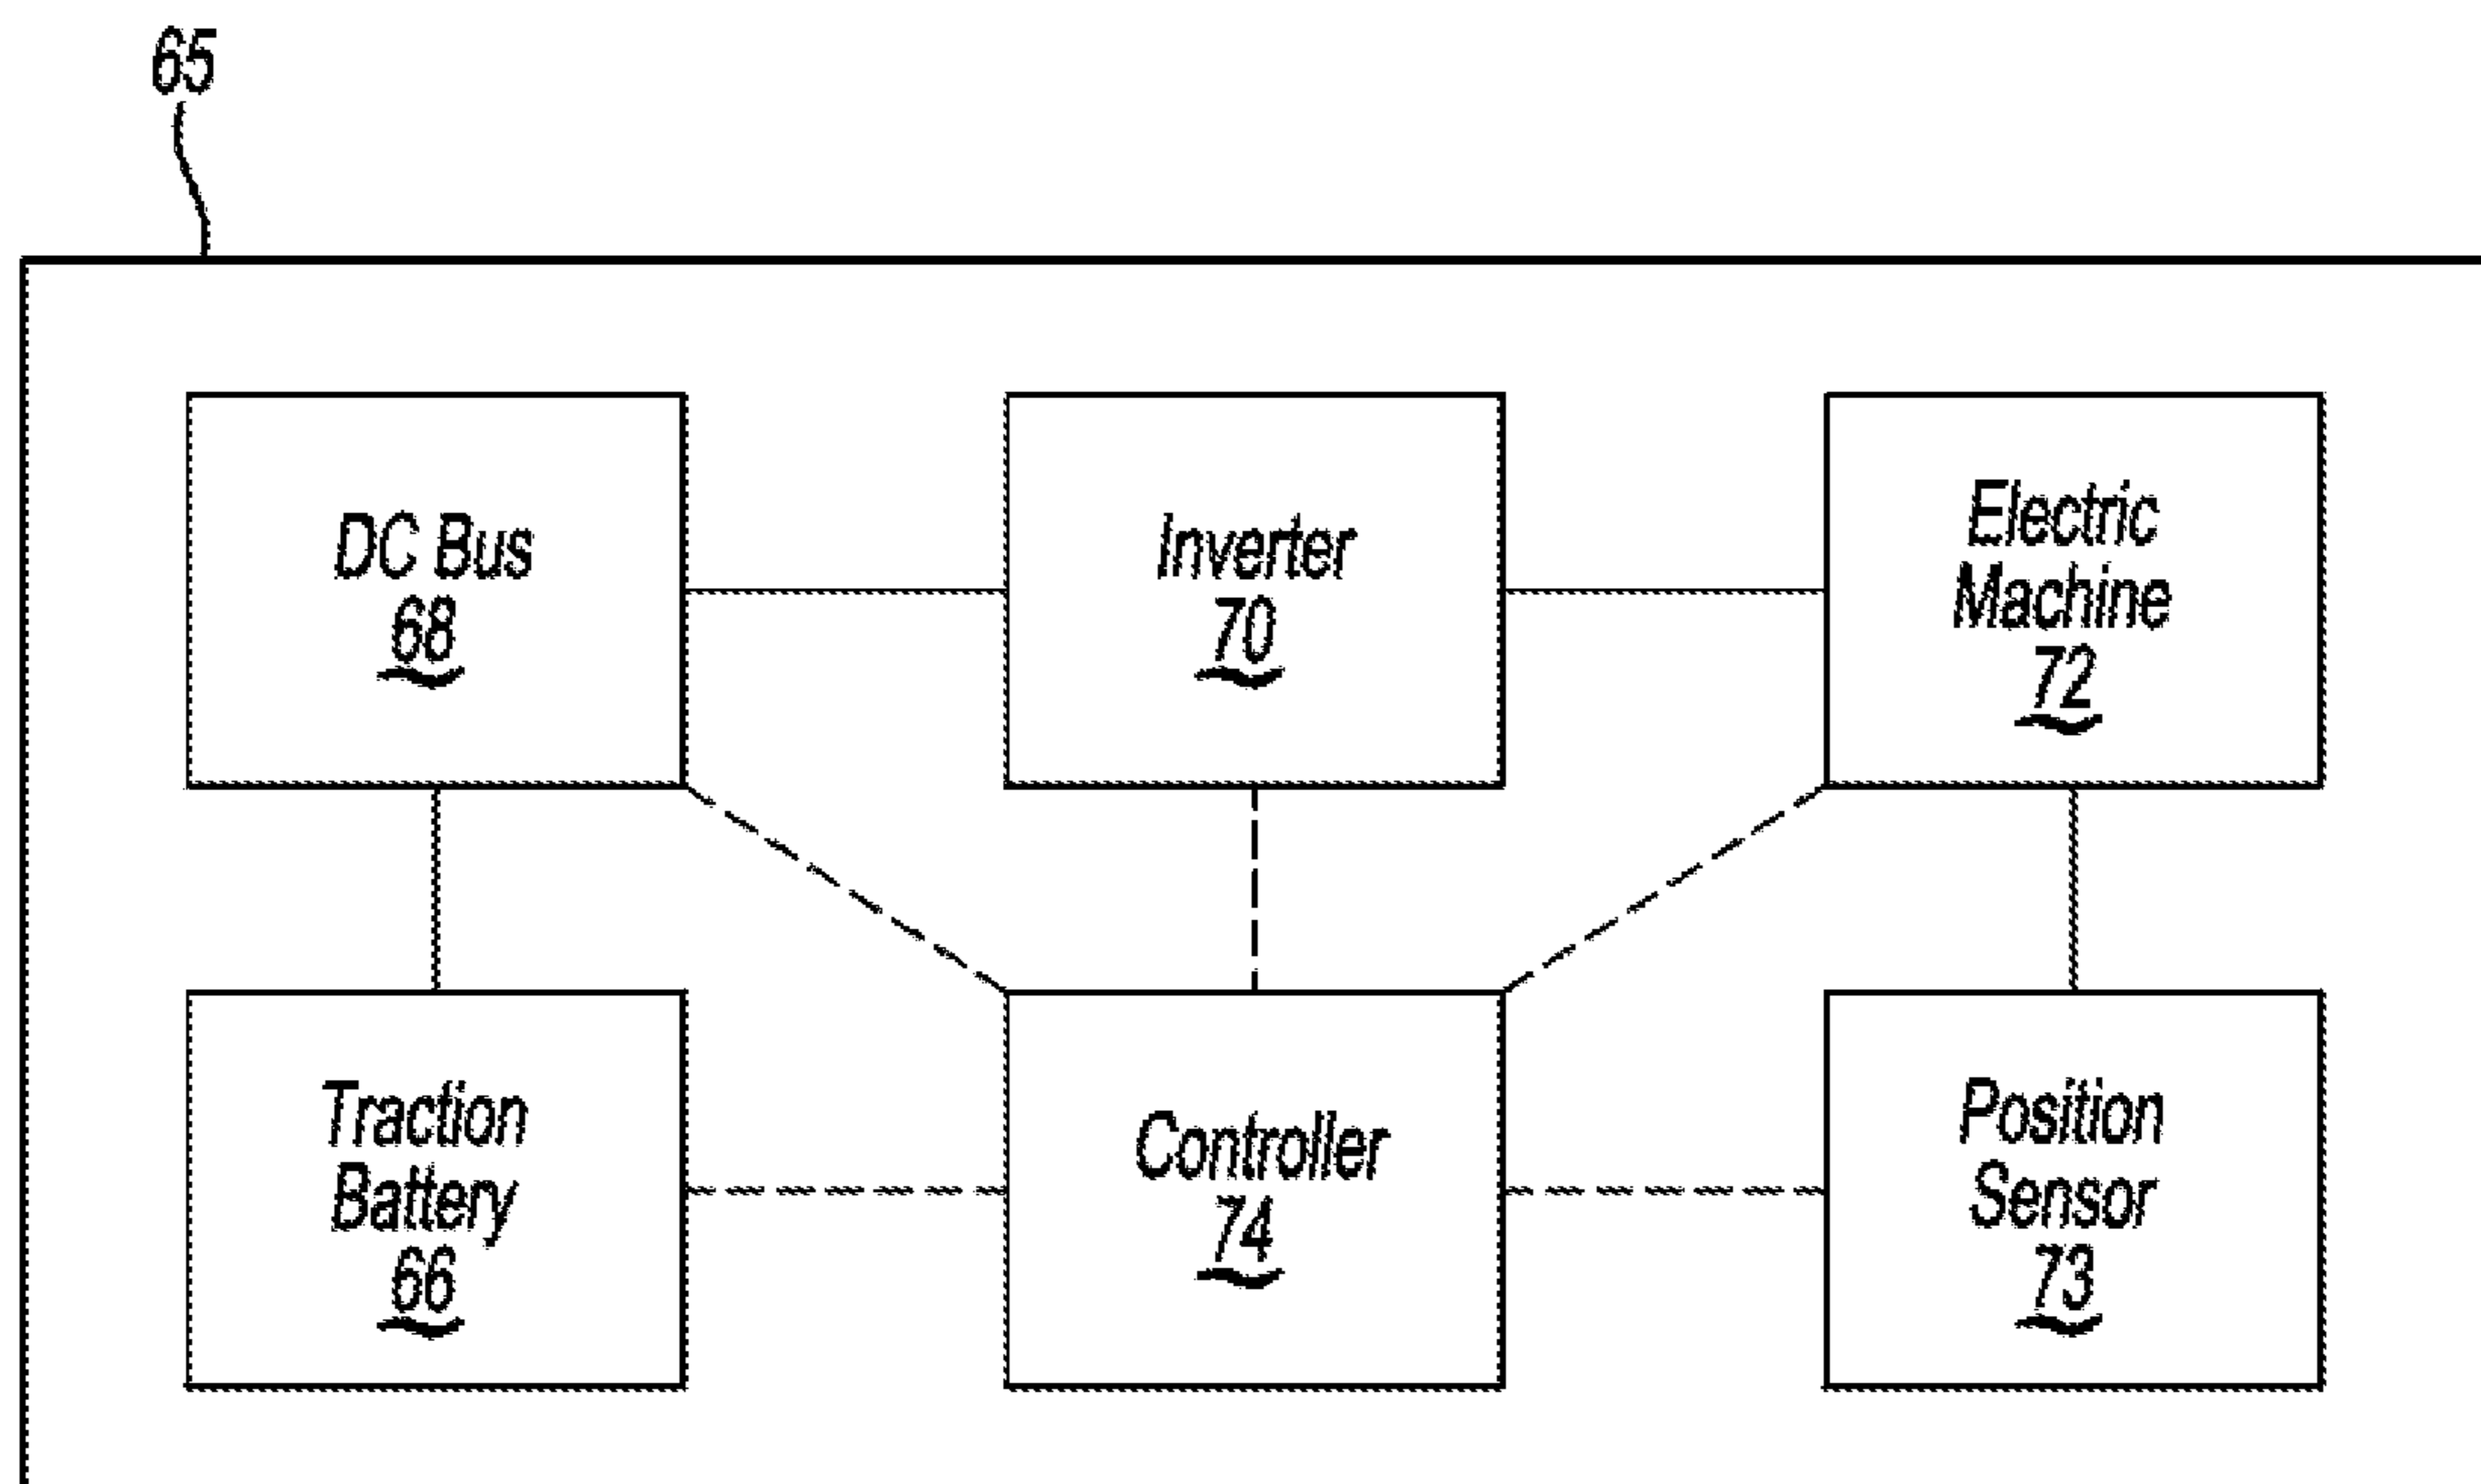 65
DC Bus
68
Inverter
70
Electric
Machine
72
Traction
Battery
66
Controller
74
Position
Sensor
73